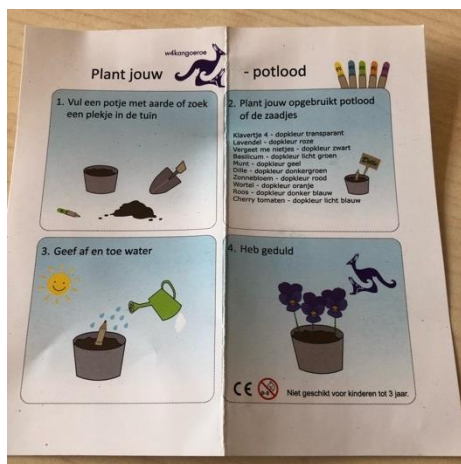 w4kangoeroe
Plant jouw - potlood
1. Vul een potje met aarde of zoek
een plekje in de tuin
2. Plant jouw opgebruikt potlood
of de zaadjes
Klavertje 4 - dopkleur transparant
Lavendel - dopkleur roze
Vergeet me nietjes - dopkleur zwart
Basilicum - dopkleur licht groen
Munt - dopkleur geel
Dille - dopkleur donkergroen
Zonnebloem - dopkleur rood
Wortel - dopkleur oranje
Roos - dopkleur donker blauw
Cherry tomaten - dopkleur licht blauw
3. Geef af en toe water
4. Heb geduld
CE
Niet geschikt voor kinderen tot 3 jaar.